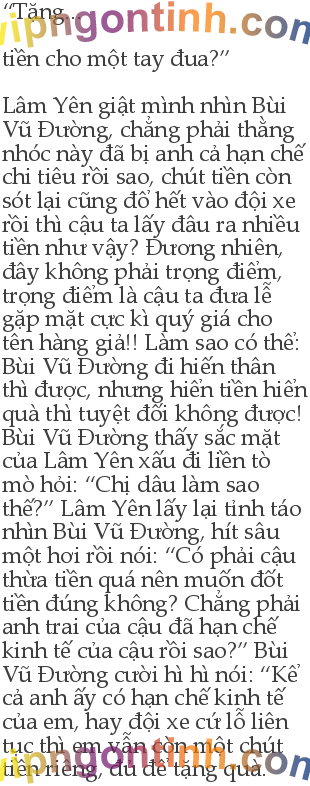 vipngontinh.com
“Tặng...
tiền cho một tay đua?”
Lâm Yên giật mình nhìn Bùi
Vũ Đường, chẳng phải thằng
nhóc này đã bị anh cả hạn chế
chi tiêu rồi sao, chút tiền còn
sót lại cũng đổ hết vào đội xe
rồi thì cậu ta lấy đâu ra nhiều
tiền như vậy? Đương nhiên,
đây không phải trọng điểm,
trọng điểm là cậu ta đưa lễ
gặp mặt cực kì quý giá cho
tên hàng giả!! Làm sao có thể:
Bùi Vũ Đường đi hiến thân
thì được, nhưng hiển tiền hiển
quà thì tuyệt đối không được!
Bùi Vũ Đường thấy sắc mặt
của Lâm Yên xấu đi liền tò
mò hỏi: “Chị dâu làm sao
thế?” Lâm Yên lấy lại tỉnh táo
nhìn Bùi Vũ Đường, hít sâu
một hơi rồi nói: “Có phải cậu
thừa tiền quá nên muốn đốt
tiền đúng không? Chẳng phải
anh trai của cậu đã hạn chế
kinh tế của cậu rồi sao?” Bùi
Vũ Đường cười hì hì nói: “Kể
cả anh ấy có hạn chế kinh tế
của em, hay đội xe cứ lỗ liên
tục thì em vẫn còn một chút
tiền riêng, đủ để tặng quà.
vipngontinh.com